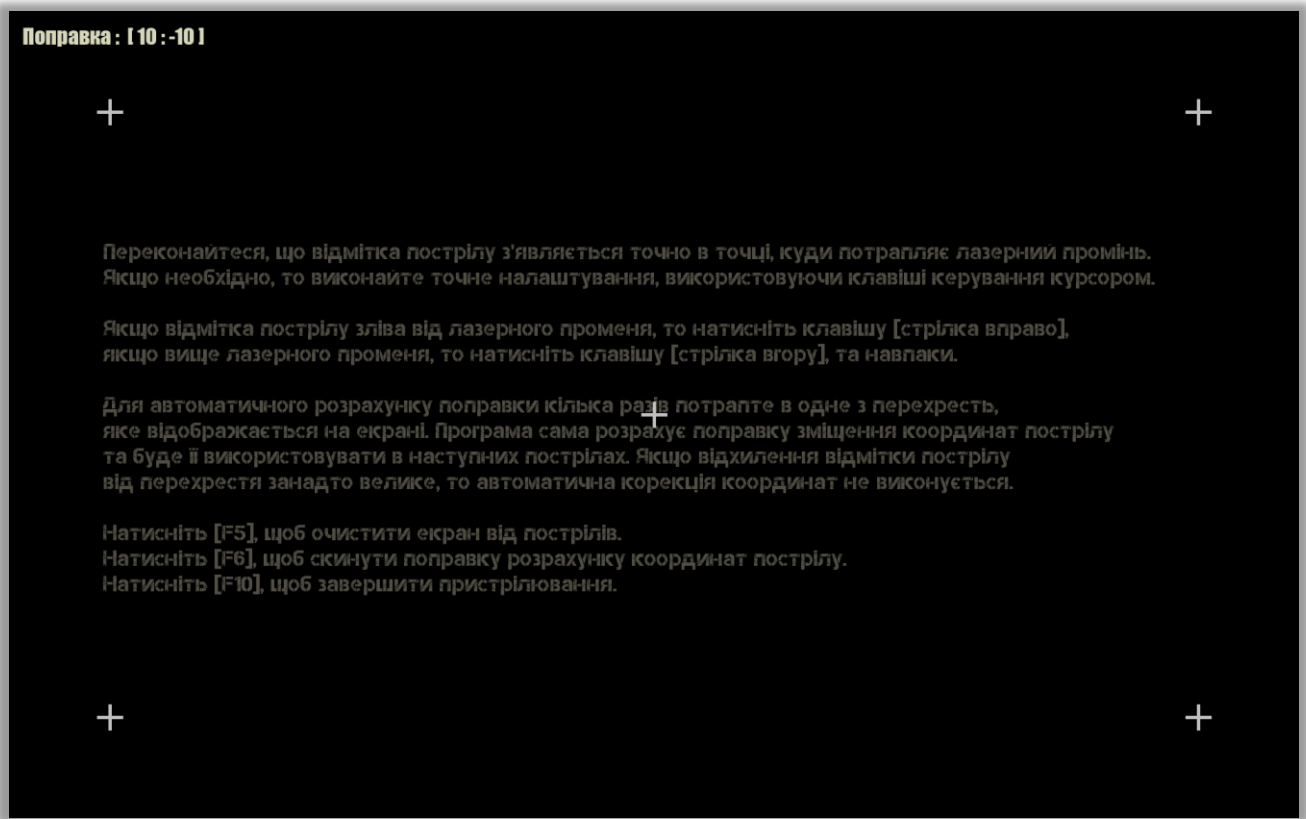 Поправка : [ 10 : -10 ]
Переконайтеся, що відмітка пострілу з'являється точно в точці, куди потрапляє лазерний промінь.
Якщо необхідно, то виконайте точне налаштування, використовуючи клавіші керування курсором.
Якщо відмітка пострілу зліва від лазерного променя, то натисніть клавішу [стрілка вправо],
якщо вище лазерного променя, то натисніть клавішу [стрілка вгору], та навпаки.
Для автоматичного розрахунку поправки кілька разів потрапте в одне з перехресть,
яке відображається на екрані. Програма сама розрахує поправку зміщення координат пострілу
та буде її використовувати в наступних пострілах. Якщо відхилення відмітки пострілу
від перехрестя занадто велике, то автоматична корекція координат не виконується.
Натисніть [F5], щоб очистити екран від пострілів.
Натисніть [F6], щоб скинути поправку розрахунку координат пострілу.
Натисніть [F10], щоб завершити пристрілювання.